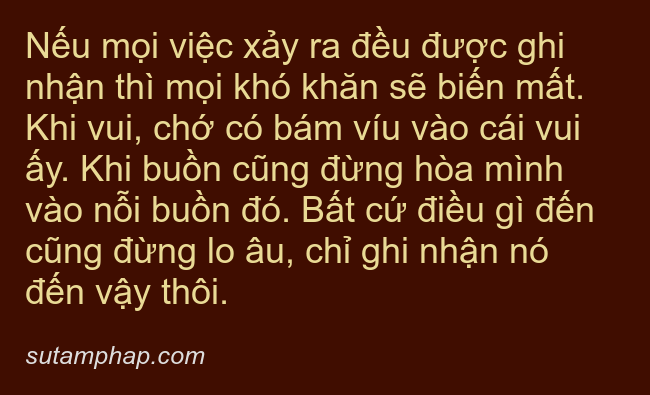 Nếu mọi việc xảy ra đều được ghi
nhận thì mọi khó khăn sẽ biến mất.
Khi vui, chớ có bám víu vào cái vui
ấy. Khi buồn cũng đừng hòa mình
vào nỗi buồn đó. Bất cứ điều gì đến
cũng đừng lo âu, chỉ ghi nhận nó
đến vậy thôi.
sutamphap.com